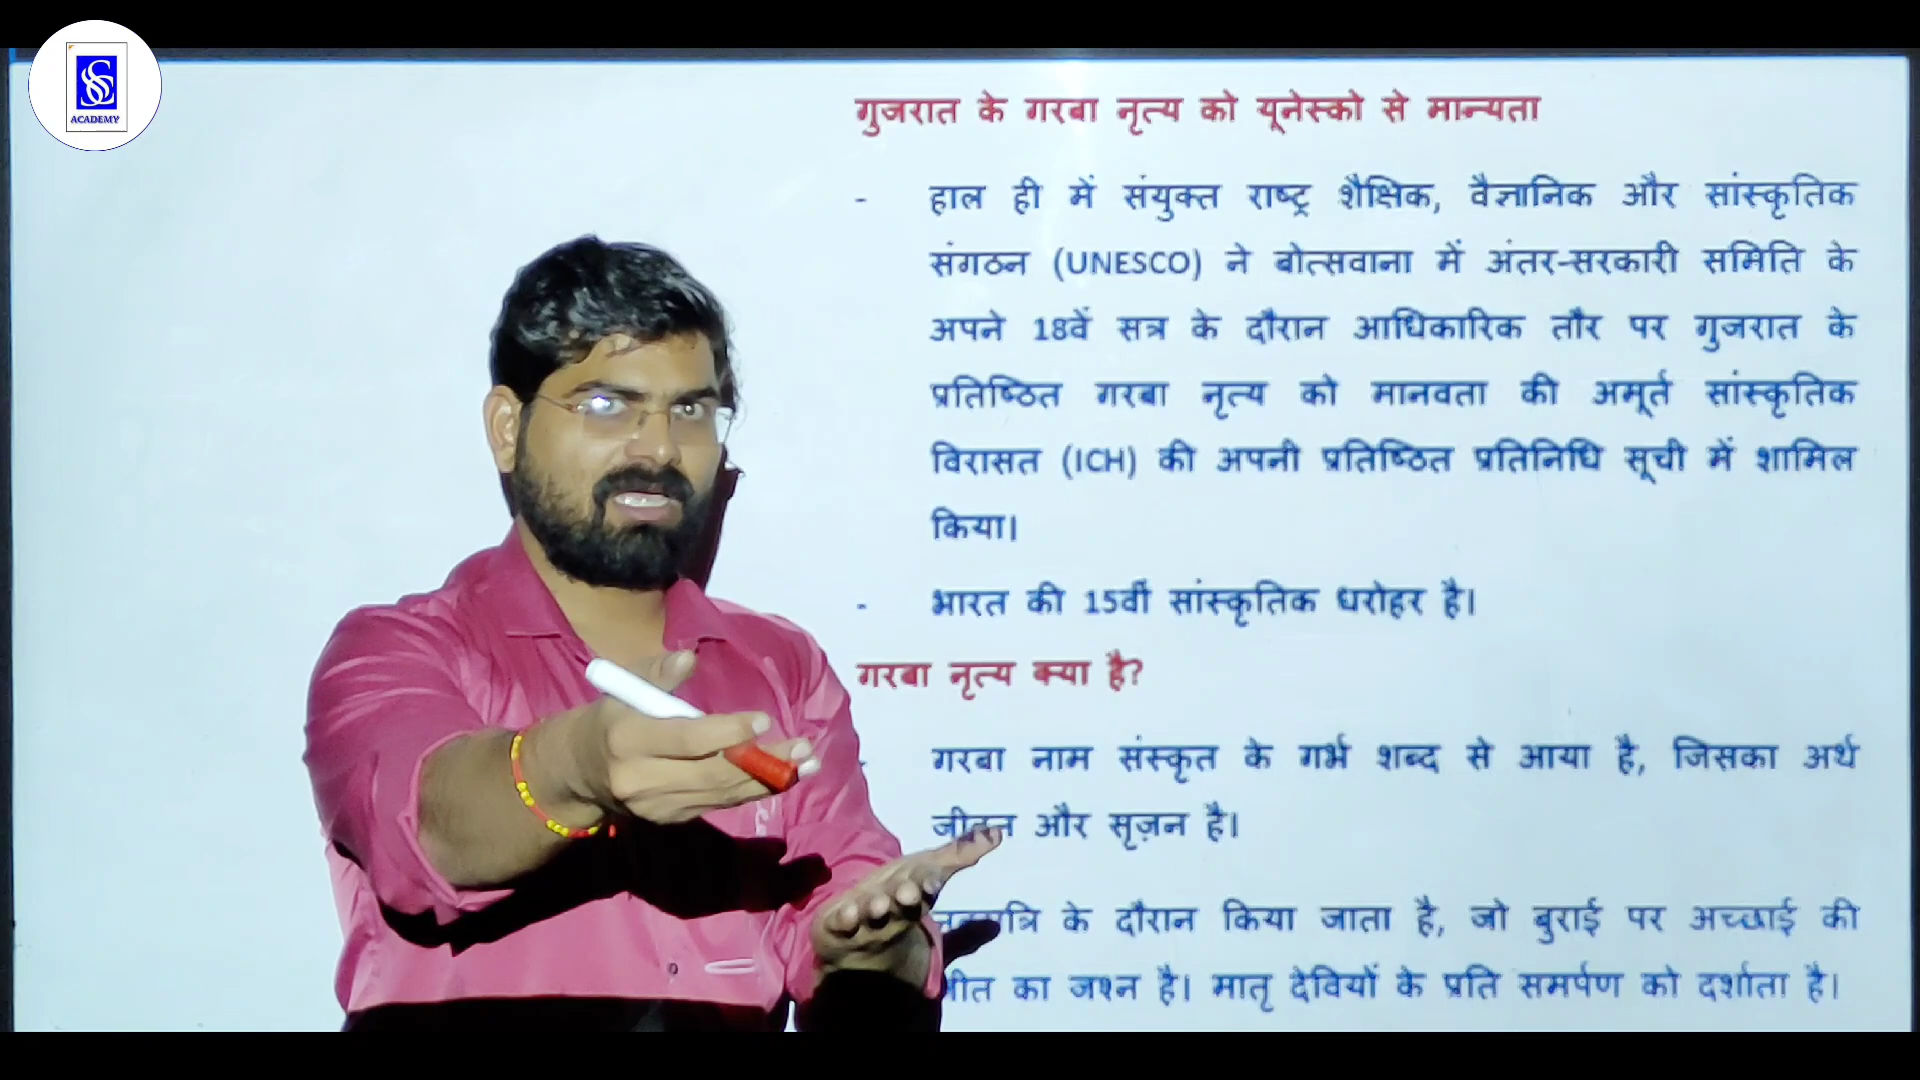 SS
ACADEMY
गुजरात के गरबा नृत्य को यूनेस्को से मान्यता
- हाल ही में संयुक्त राष्ट्र शैक्षिक, वैज्ञानिक और सांस्कृतिक
संगठन (UNESCO) ने बोत्सवाना में अंतर-सरकारी समिति के
अपने 18वें सत्र के दौरान आधिकारिक तौर पर गुजरात के
प्रतिष्ठित गरबा नृत्य को मानवता की अमूर्त सांस्कृतिक
विरासत (ICH) की अपनी प्रतिष्ठित प्रतिनिधि सूची में शामिल
किया।
- भारत की 15वीं सांस्कृतिक धरोहर है।
गरबा नृत्य क्या है?
गरबा नाम संस्कृत के गर्भ शब्द से आया है, जिसका अर्थ
जीवन और सृज़न है।
के दौरान किया जाता है, जो बुराई पर अच्छाई की
जीत का जश्न है। मातृ देवियों के प्रति समर्पण को दर्शाता है।